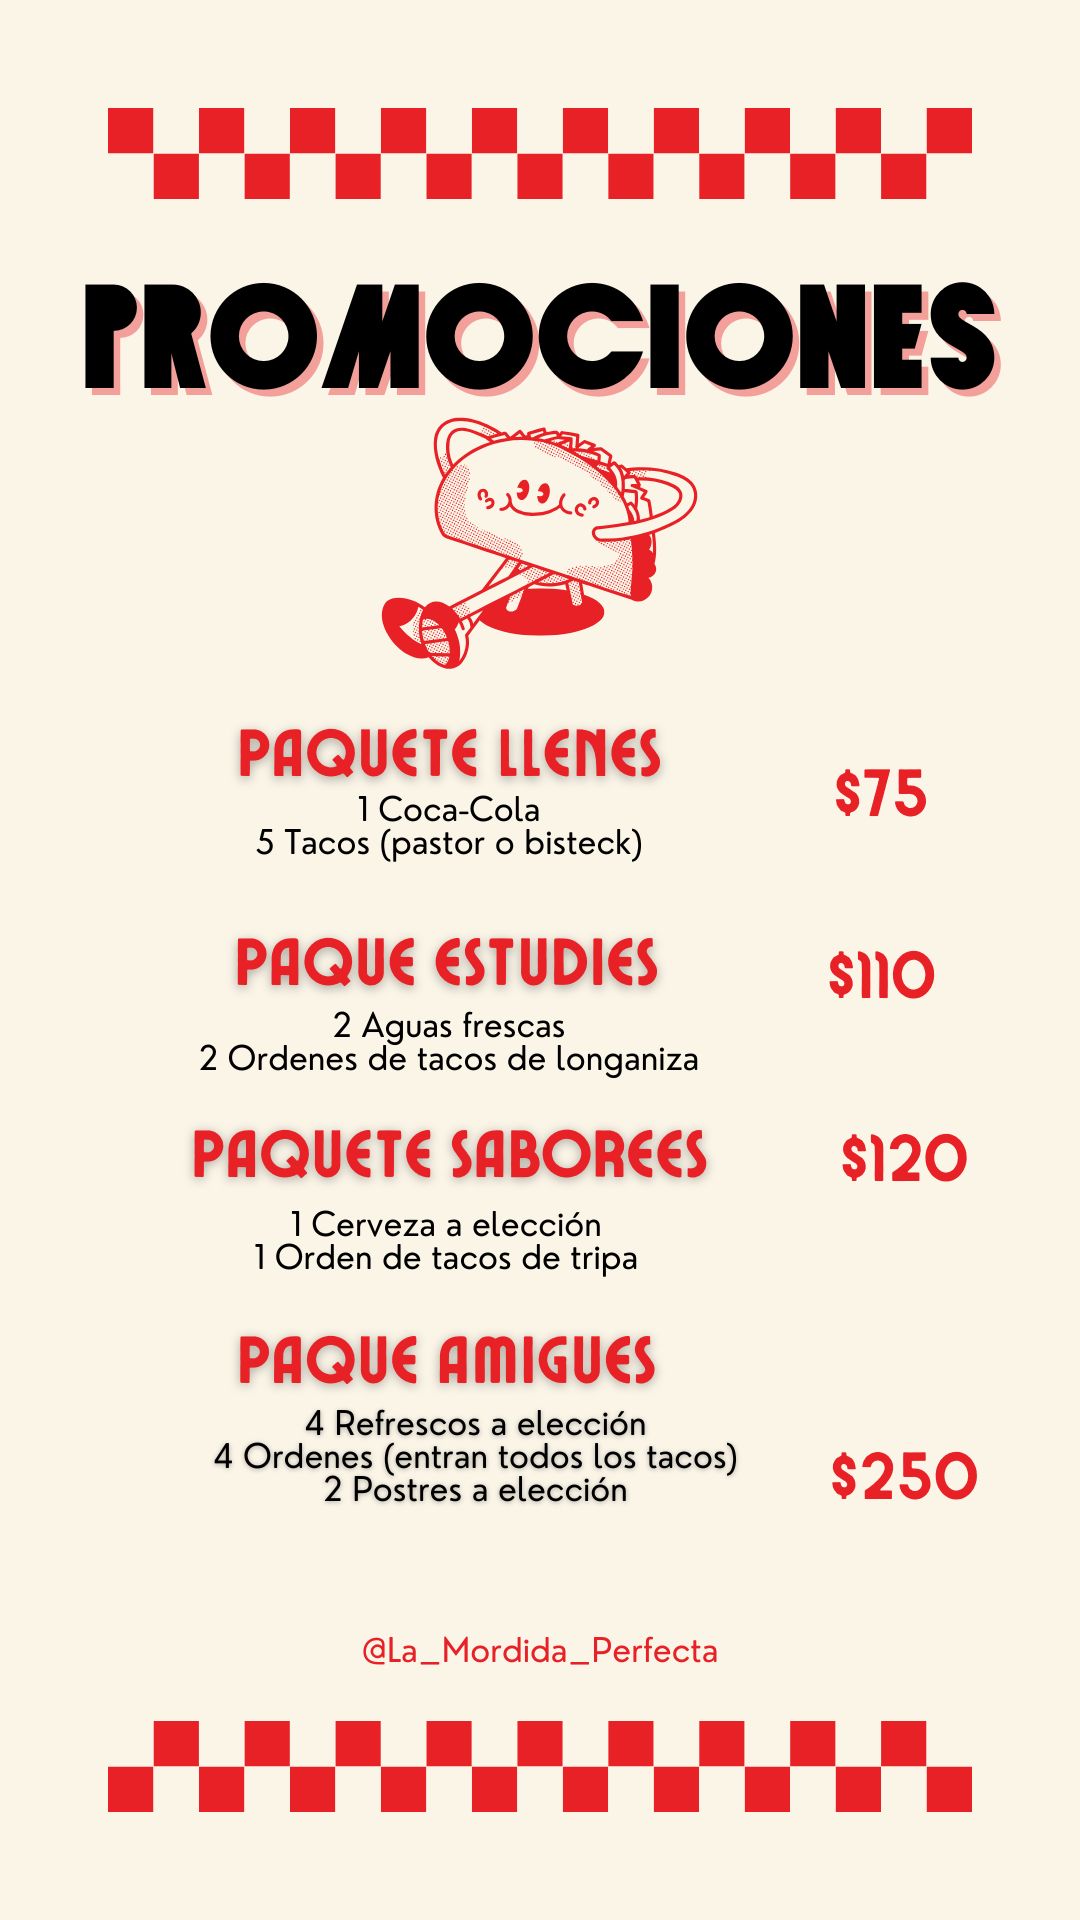 PROMOCIONES
PAQUETE LLENES
$75
1 Coca-Cola
5 Tacos (pastor o bisteck)
PAQUE ESTUDIES
$110
2 Aguas frescas
2 Ordenes de tacos de longaniza
PAQUETE SABOREES
$120
1 Cerveza a elección
1 Orden de tacos de tripa
PAQUE AMIGUES
4 Refrescos a elección
4 Ordenes (entran todos los tacos)
$250
2 Postres a elección
@La_Mordida_Perfecta